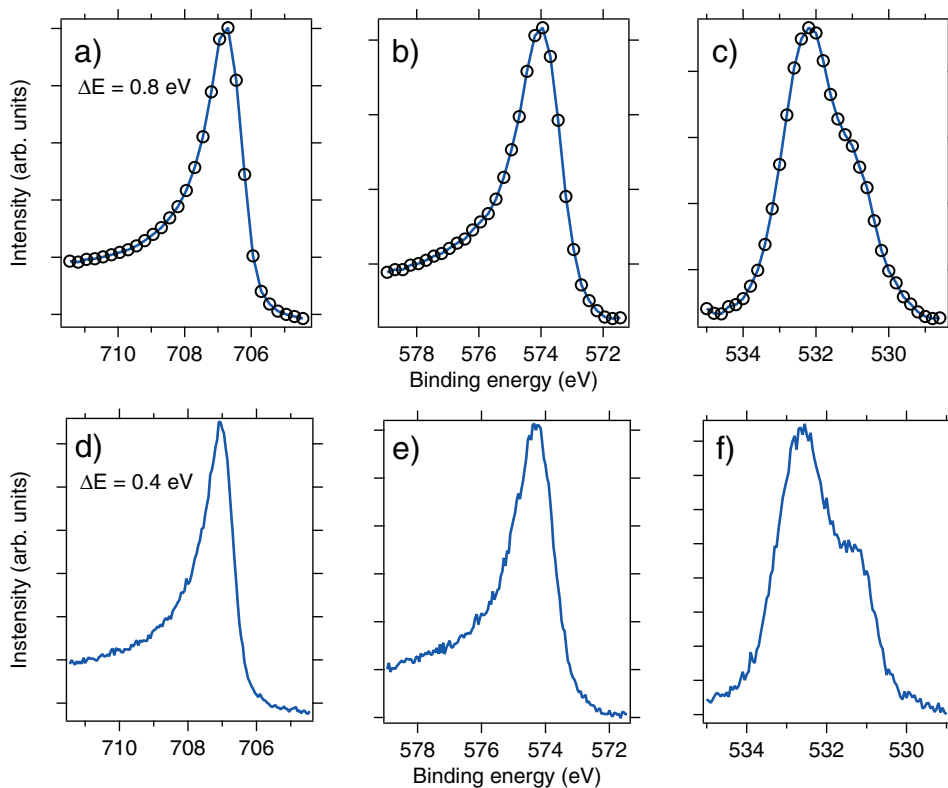 a)
ΔE = 0.8 eV
b)
c)
Intensity (arb. units)
710
708
706
578
576
574
572
534
532
530
Binding energy (eV)
d)
ΔE = 0.4 eV
e)
f)
Instensity (arb. units)
710
708
706
578
576
574
572
534
532
530
Binding energy (eV)